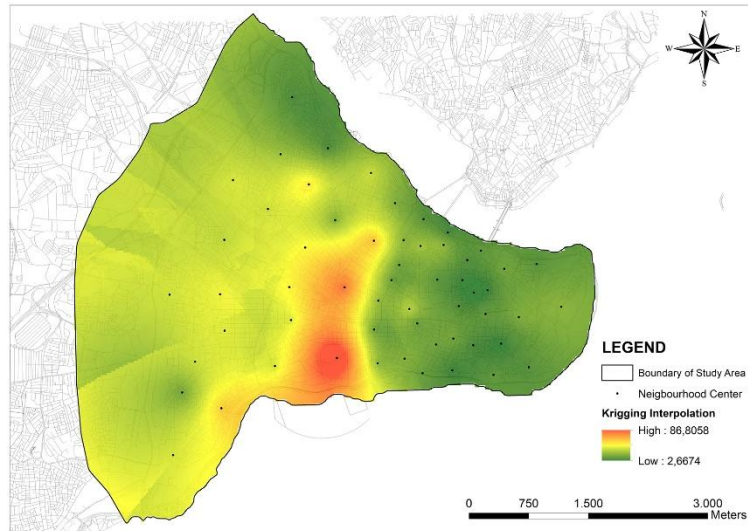 N
W E
S
LEGEND
Boundary of Study Area
Neigbourhood Center
Krigging Interpolation
High : 86,8058
Low : 2,6674
0 750 1.500 3.000
Meters